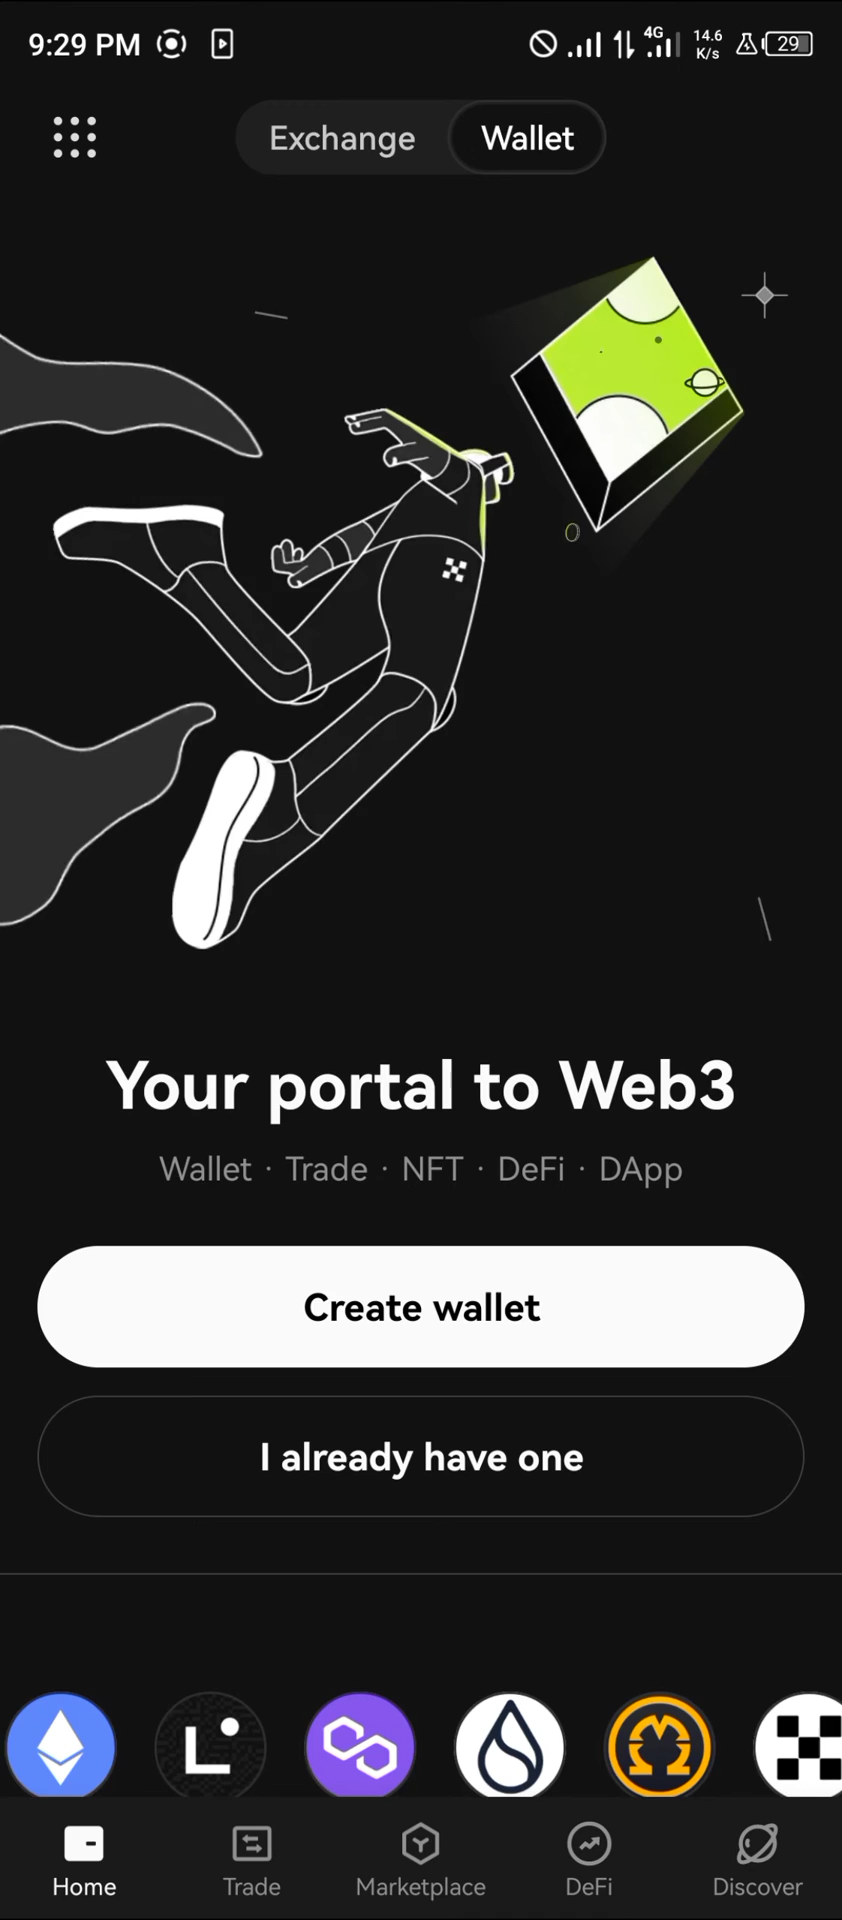 9:29 PM 4G 14.6 K/s 29
Exchange Wallet
Your portal to Web3
Wallet · Trade · NFT · DeFi · DApp
Create wallet
I already have one
Home Trade Marketplace DeFi Discover